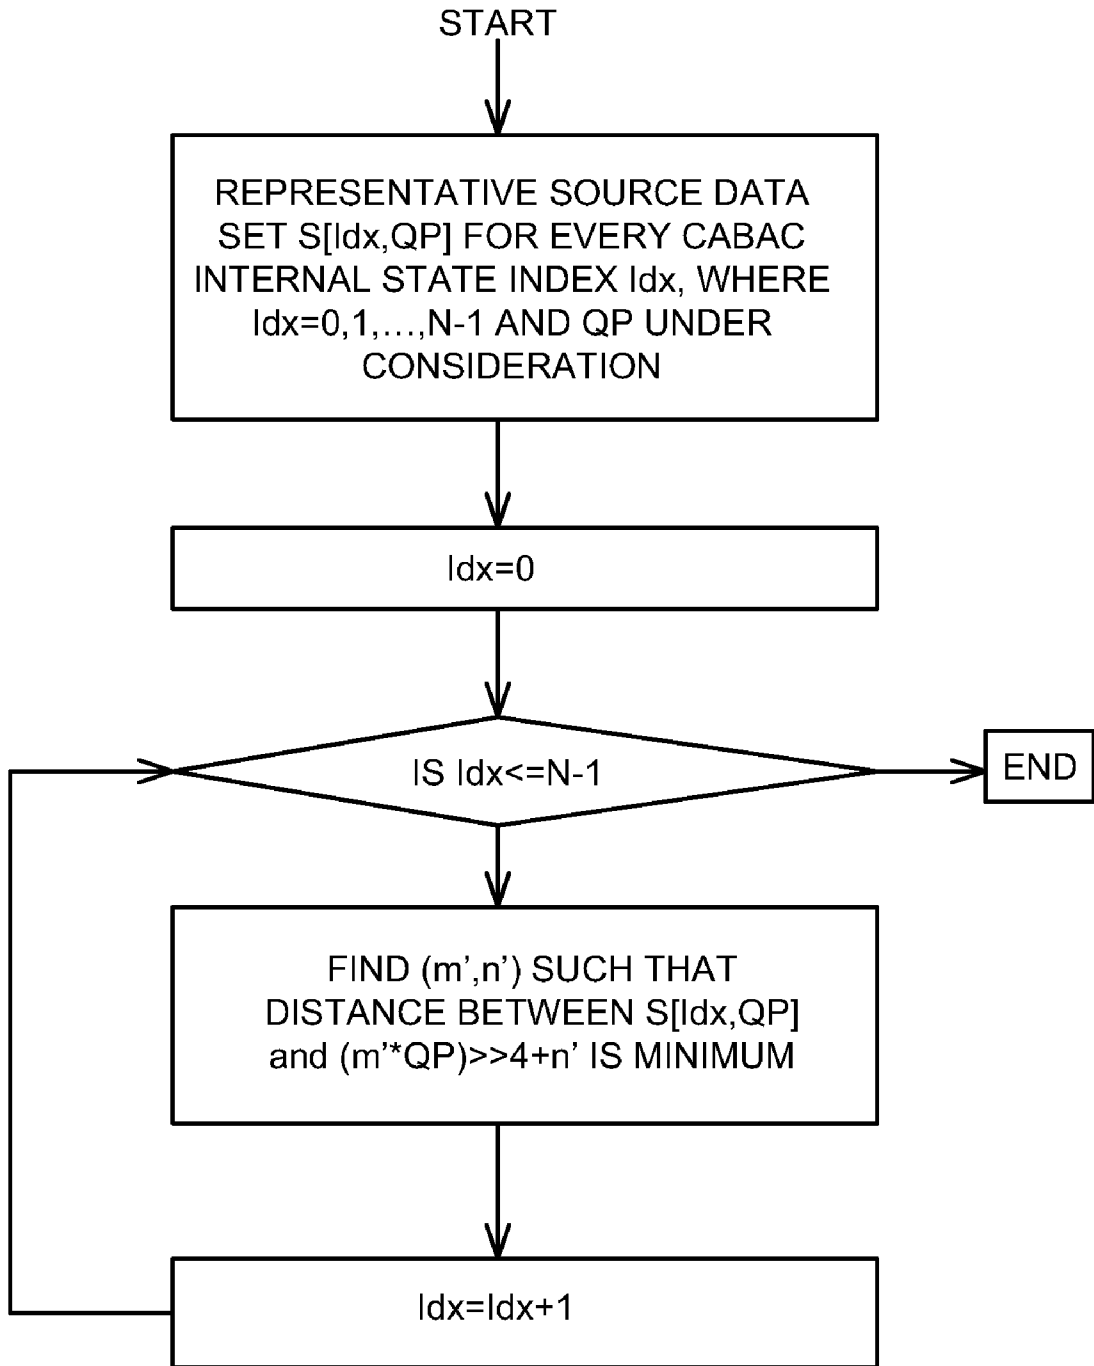 START
REPRESENTATIVE SOURCE DATA
SET S[Idx,QP] FOR EVERY CABAC
INTERNAL STATE INDEX Idx, WHERE
Idx=0,1,...,N-1 AND QP UNDER
CONSIDERATION
Idx=0
IS Idx<=N-1
END
FIND (m’,n’) SUCH THAT
DISTANCE BETWEEN S[Idx,QP]
and (m’*QP)>>4+n’ IS MINIMUM
Idx=Idx+1